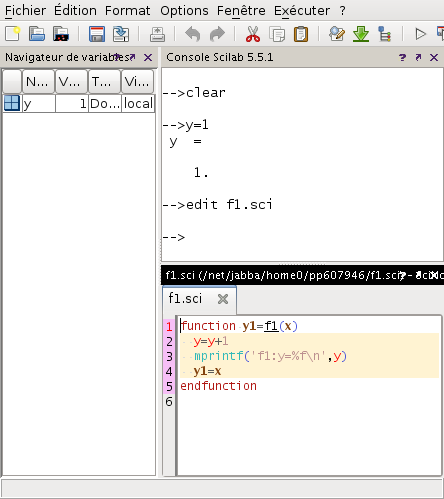 Fichier Édition Format Options Fenêtre Exécuter ?
Navigateur de variables ? ↗ ×
Console Scilab 5.5.1 ? ↗ ×
N... V... T... Vi...
y 1 Do... local
-->clear
-->y=1
y =
1.
-->edit f1.sci
-->
f1.sci (/net/jabba/home0/pp607946/f1.sci)
f1.sci
1 function y1=f1(x)
2 y=y+1
3 mprintf('f1:y=%f\n',y)
4 y1=x
5 endfunction
6